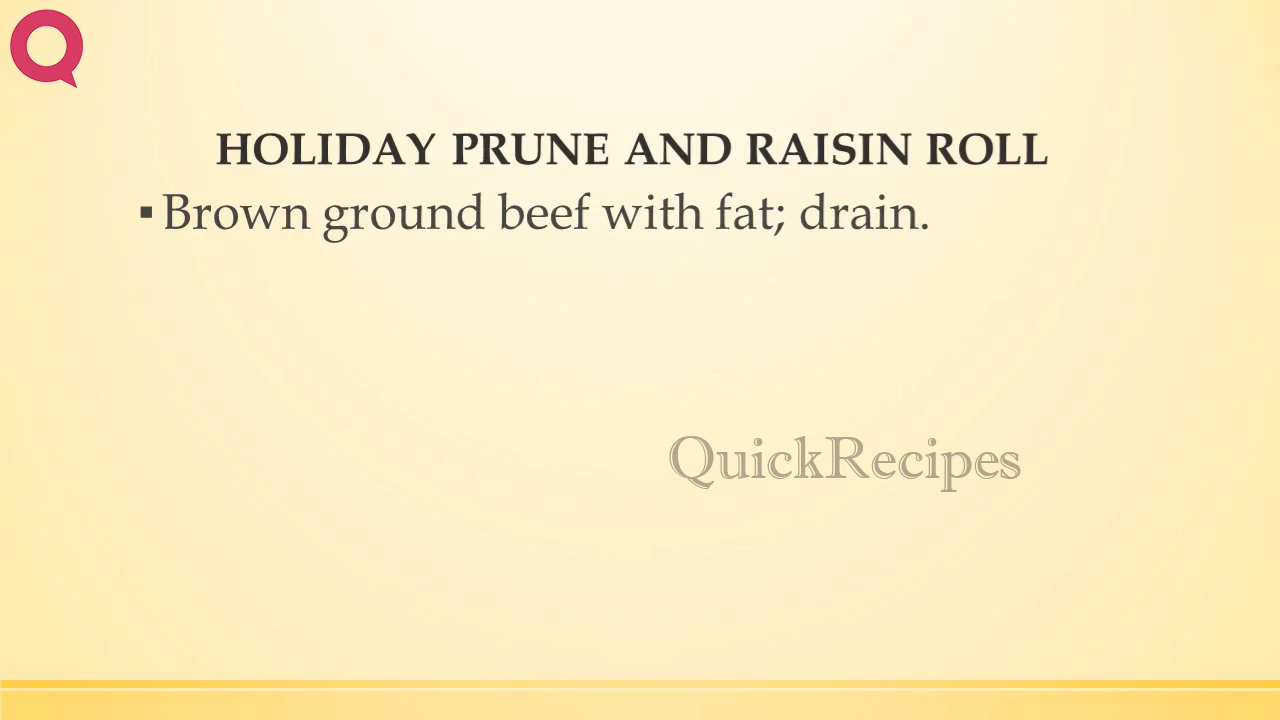 HOLIDAY PRUNE AND RAISIN ROLL
▪Brown ground beef with fat; drain.
QuickRecipes